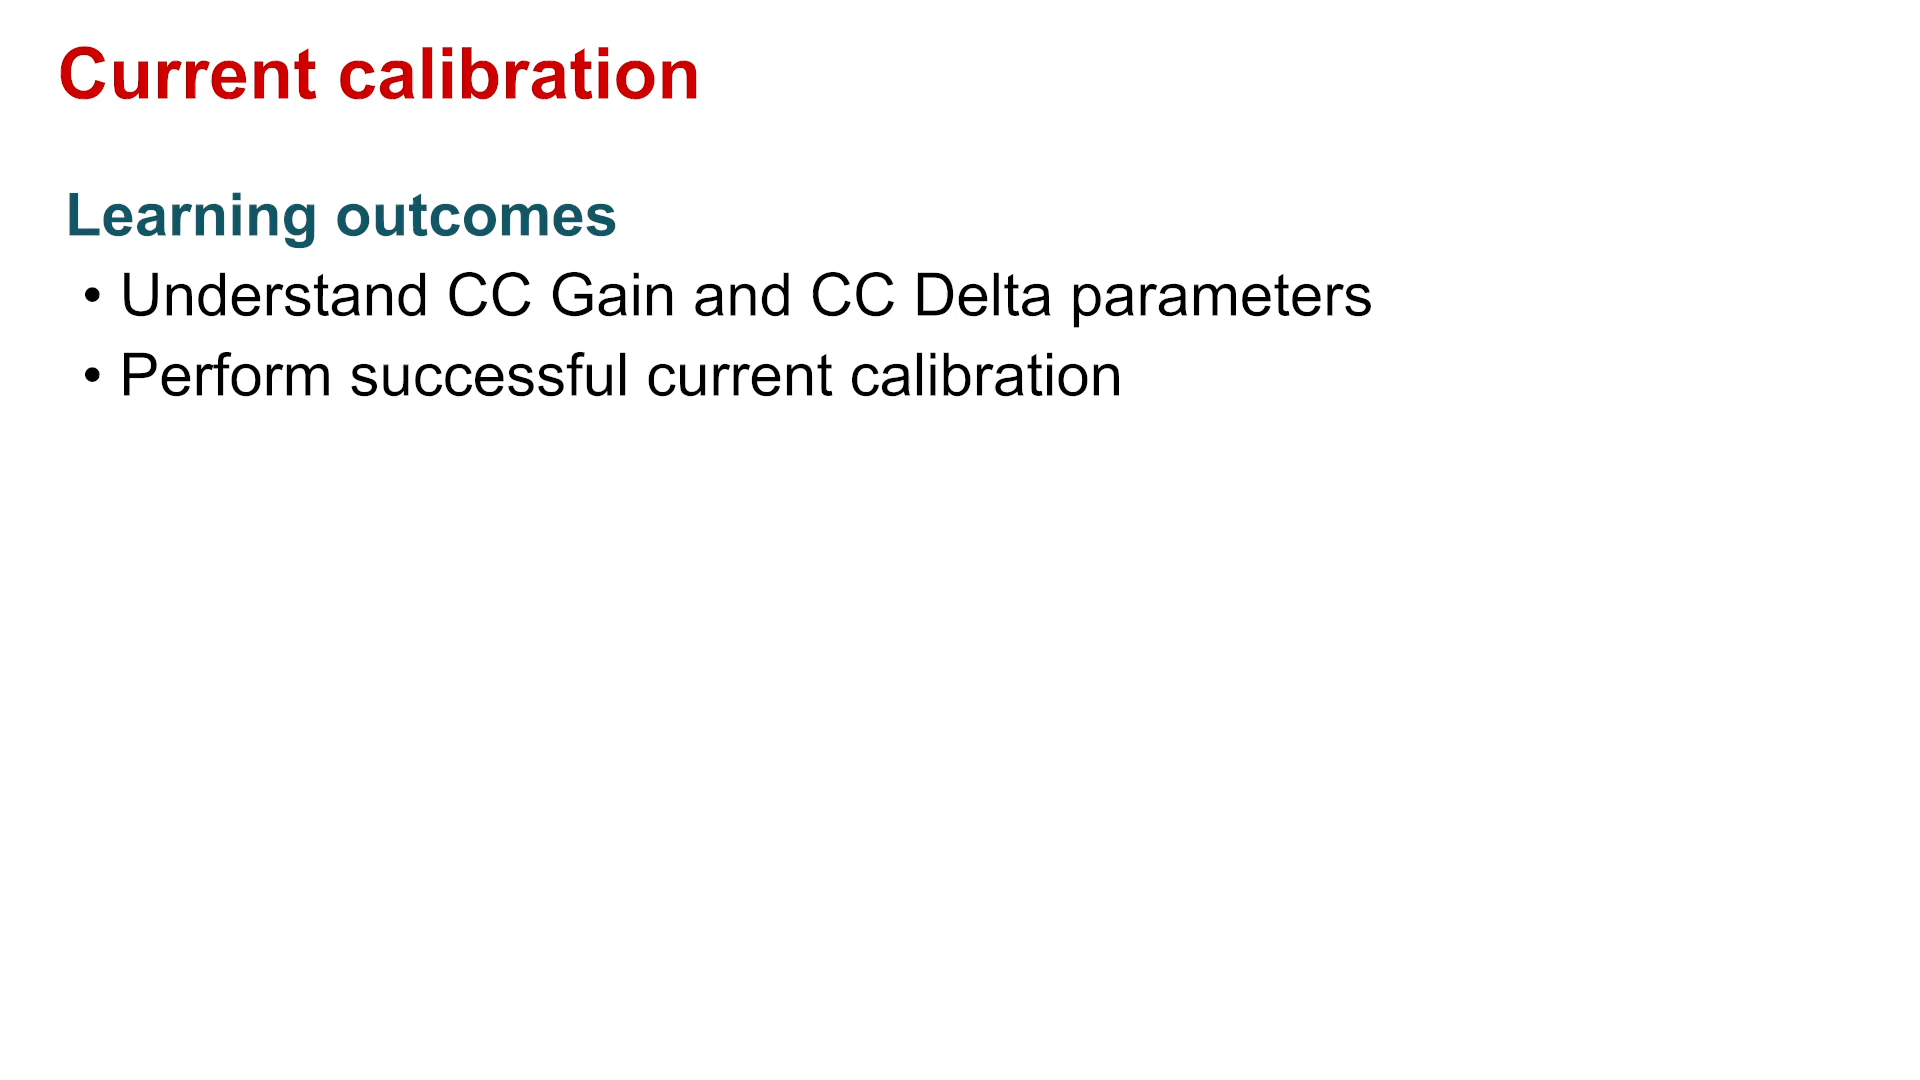 Current calibration
Learning outcomes
• Understand CC Gain and CC Delta parameters
• Perform successful current calibration